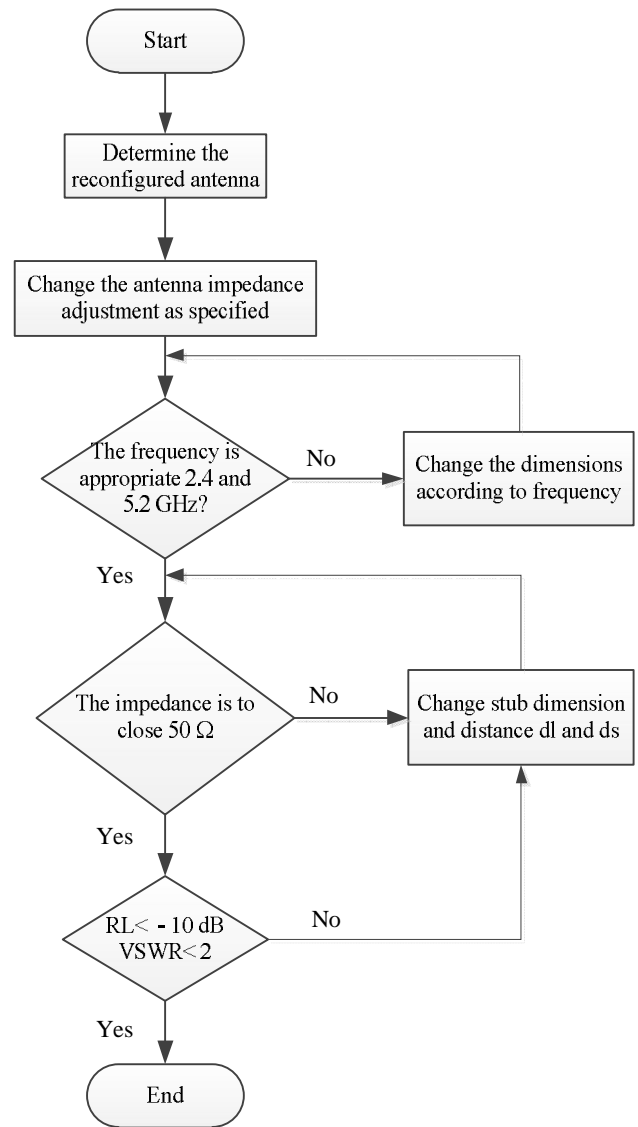 Start
Determine the
reconfigured antenna
Change the antenna impedance
adjustment as specified
The frequency is
appropriate 2.4 and
5.2 GHz?
No
Change the dimensions
according to frequency
Yes
The impedance is to
close 50 Ω
No
Change stub dimension
and distance dl and ds
Yes
RL< - 10 dB
VSWR<2
No
Yes
End